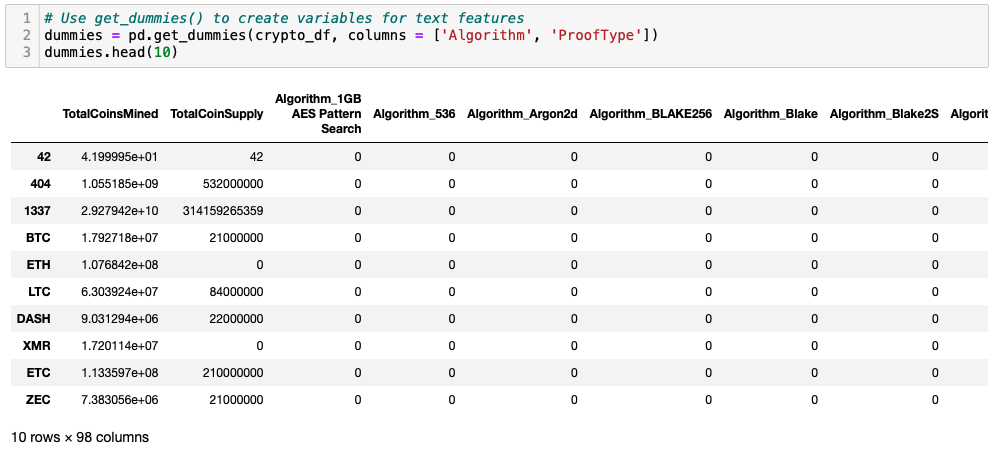 1 # Use get_dummies() to create variables for text features
2 dummies = pd.get_dummies(crypto_df, columns = ['Algorithm', 'ProofType'])
3 dummies.head(10)
TotalCoinsMined TotalCoinSupply Algorithm_1GB AES Pattern Search Algorithm_536 Algorithm_Argon2d Algorithm_BLAKE256 Algorithm_Blake Algorithm_Blake2S Algorit
42 4.199995e+01 42 0 0 0 0 0 0
404 1.055185e+09 532000000 0 0 0 0 0 0
1337 2.927942e+10 314159265359 0 0 0 0 0 0
BTC 1.792718e+07 21000000 0 0 0 0 0 0
ETH 1.076842e+08 0 0 0 0 0 0 0
LTC 6.303924e+07 84000000 0 0 0 0 0 0
DASH 9.031294e+06 22000000 0 0 0 0 0 0
XMR 1.720114e+07 0 0 0 0 0 0 0
ETC 1.133597e+08 210000000 0 0 0 0 0 0
ZEC 7.383056e+06 21000000 0 0 0 0 0 0
10 rows × 98 columns